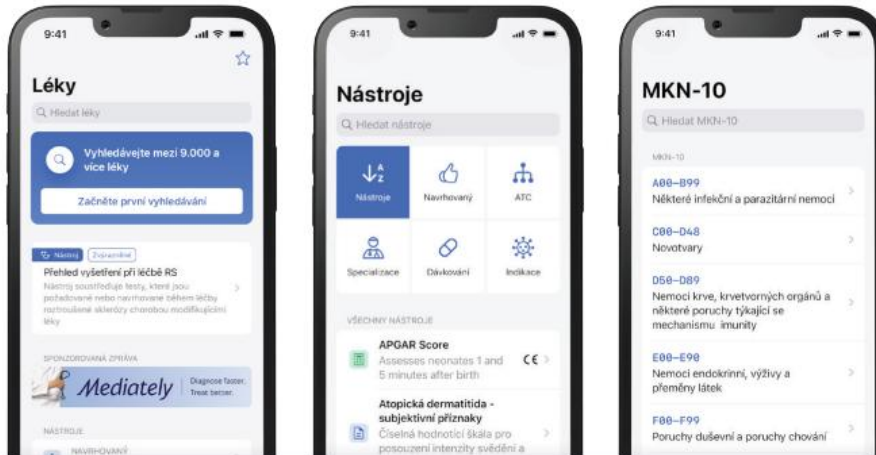 9:41
Léky
Hledat léky
Vyhledávejte mezi 9.000 a
více léky
Začněte první vyhledávání
Nástroj
Zvýrazněné
Přehled vyšetření při léčbě RS
Nástroj soustřeďuje testy, které jsou
požadované nebo navrhované během léčby
roztroušené sklerózy chorobou modifikujícími
léky
SPONZOROVANÁ ZPRÁVA
Mediately
Diagnose faster.
Treat better.
NÁSTROJE
NAVRHOVANÝ
9:41
Nástroje
Hledat nástroje
Nástroje
Navrhovaný
ATC
Specializace
Dávkování
Indikace
VŠECHNY NÁSTROJE
APGAR Score
Assesses neonates 1 and
5 minutes after birth
CE
Atopická dermatitida -
subjektivní příznaky
Číselná hodnotící škála pro
posouzení intenzity svědění a
9:41
MKN-10
Hledat MKN-10
MKN-10
A00-B99
Některé infekční a parazitární nemoci
C00-D48
Novotvary
D50-D89
Nemoci krve, krvetvorných orgánů a
některé poruchy týkající se
mechanismu imunity
E00-E90
Nemoci endokrinní, výživy a
přeměny látek
F00-F99
Poruchy duševní a poruchy chování